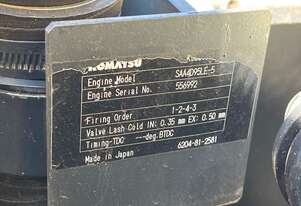 KOMATSU
Engine Model SAA4D95LE-5
Engine Serial No. 556992
Firing Order 1-2-4-3
Valve Lash Cold IN: 0.35 mm EX: 0.50 mm
Timing-TDC ---deg.BTDC
Made in Japan 6204-81-2581